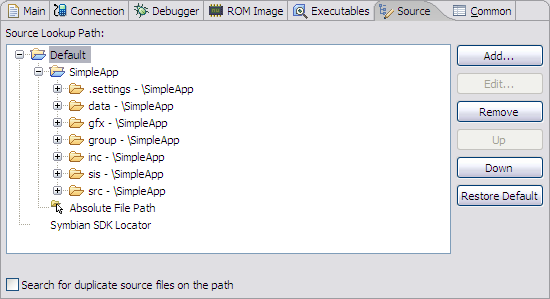 Main Connection Debugger ROM Image Executables Source Common
Source Lookup Path:
Default
Add...
SimpleApp
.settings - \SimpleApp
Edit...
data - \SimpleApp
gfx - \SimpleApp
Remove
group - \SimpleApp
Up
inc - \SimpleApp
sis - \SimpleApp
Down
src - \SimpleApp
Restore Default
Absolute File Path
Symbian SDK Locator
Search for duplicate source files on the path